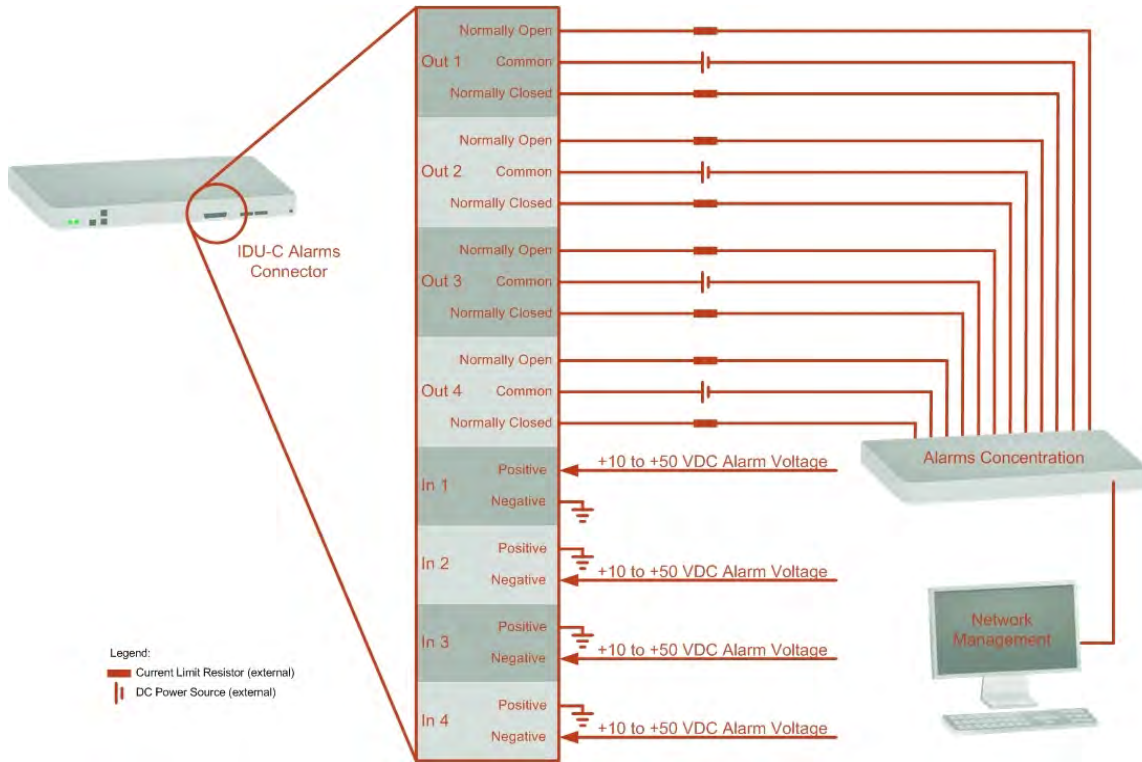 Normally Open
Out 1
Common
Normally Closed
Normally Open
Out 2
Common
Normally Closed
IDU-C Alarms
Connector
Normally Open
Out 3
Common
Normally Closed
Normally Open
Out 4
Common
Normally Closed
Alarms Concentration
In 1
Positive
+10 to +50 VDC Alarm Voltage
Negative
In 2
Positive
Negative
+10 to +50 VDC Alarm Voltage
In 3
Positive
Negative
+10 to +50 VDC Alarm Voltage
In 4
Positive
Negative
+10 to +50 VDC Alarm Voltage
Network
Management
Legend:
Current Limit Resistor (external)
DC Power Source (external)